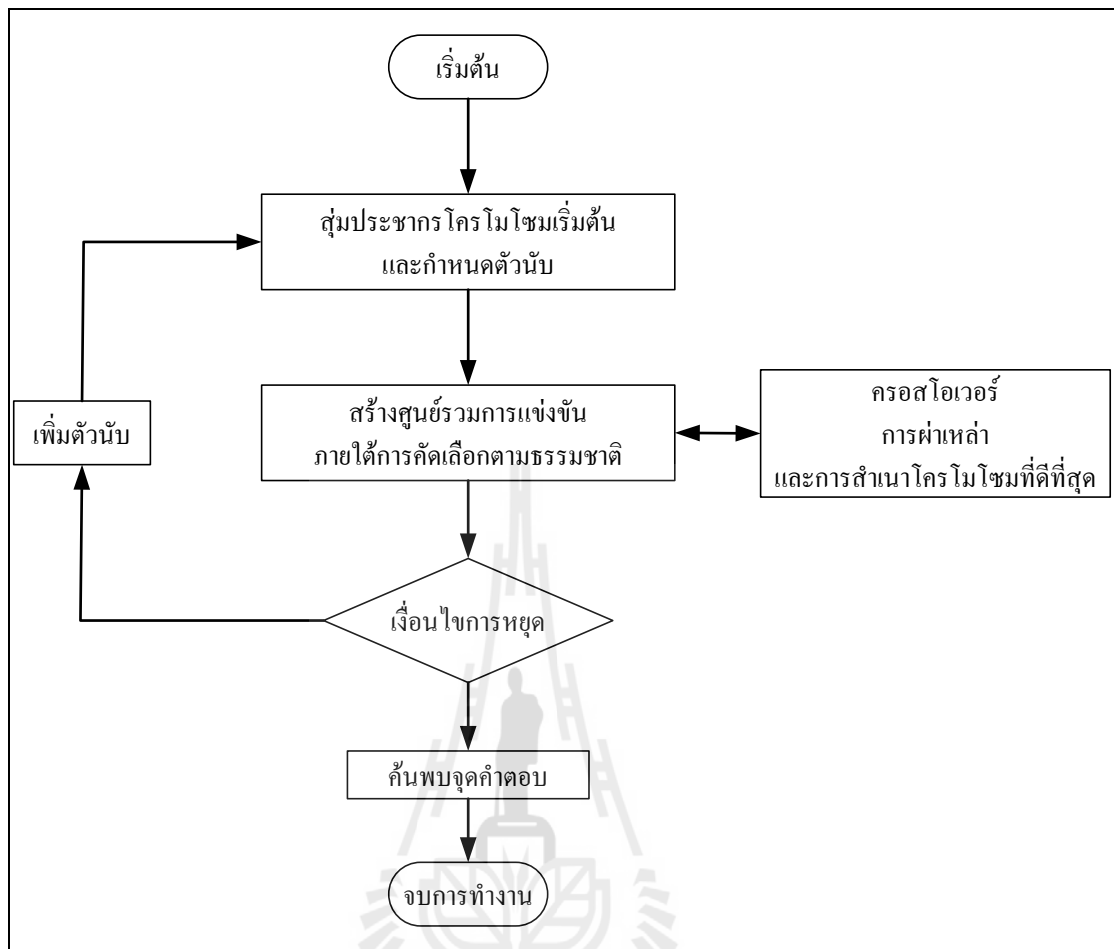 เริ่มต้น
สุ่มประชากรโครโมโซมเริ่มต้น
และกำหนดตัวนับ
สร้างศูนย์รวมการแข่งขัน
ภายใต้การคัดเลือกตามธรรมชาติ
ครอสโอเวอร์
การผ่าเหล่า
และการสำเนาโครโมโซมที่ดีที่สุด
เพิ่มตัวนับ
เงื่อนไขการหยุด
ค้นพบจุดคำตอบ
จบการทำงาน